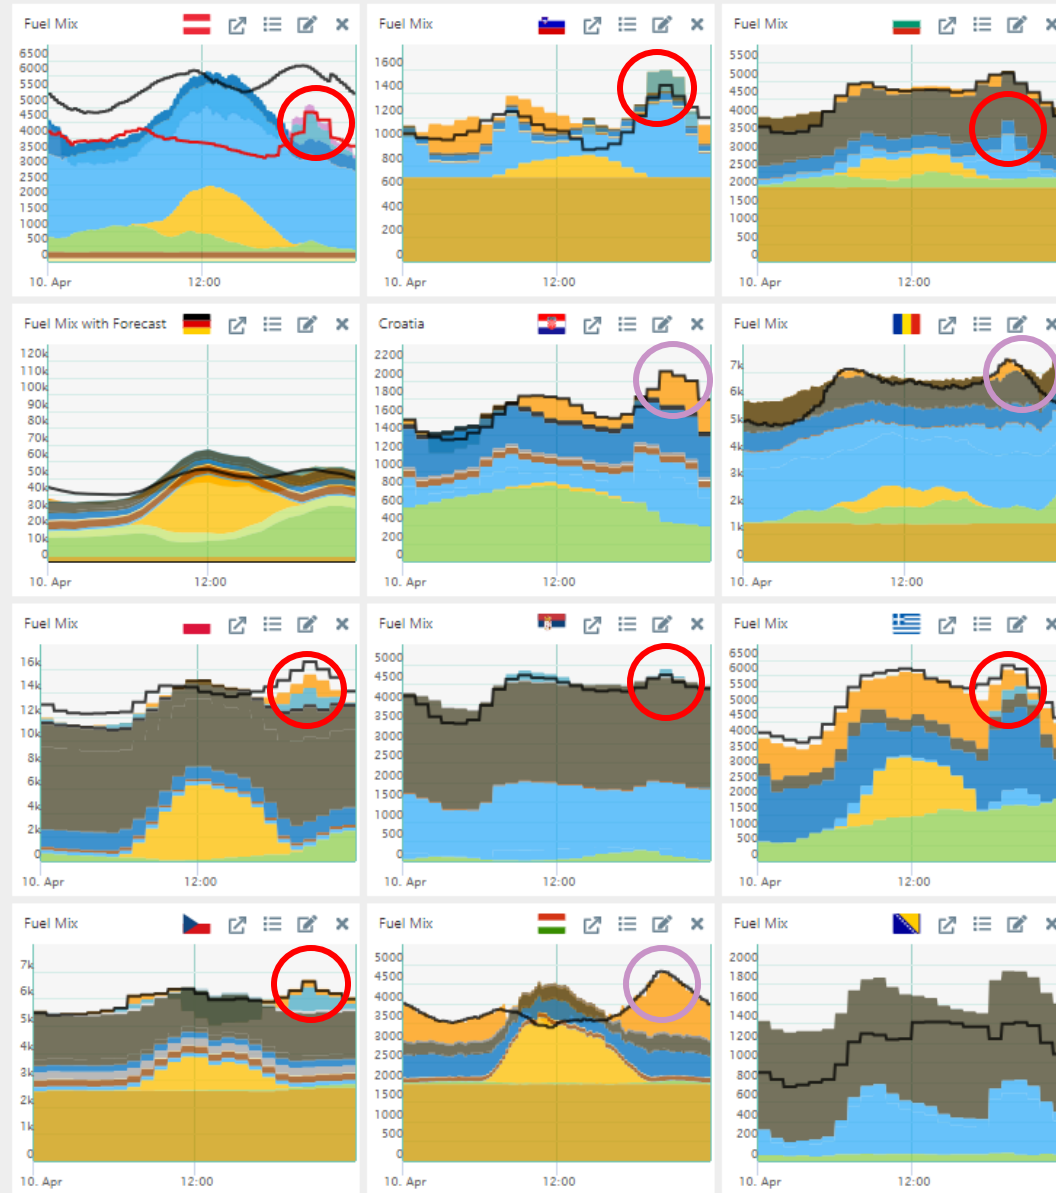 Fuel Mix
6500
6000
5500
5000
4500
4000
3500
3000
2500
2000
1500
1000
500
0
10. Apr
12:00
Fuel Mix
1600
1400
1200
1000
800
600
400
200
0
10. Apr
12:00
Fuel Mix
5500
5000
4500
4000
3500
3000
2500
2000
1500
1000
500
0
10. Apr
12:00
Fuel Mix with Forecast
120k
110k
100k
90k
80k
70k
60k
50k
40k
30k
20k
10k
0
10. Apr
12:00
Croatia
2200
2000
1800
1600
1400
1200
1000
800
600
400
200
0
10. Apr
12:00
Fuel Mix
7k
6k
5k
4k
3k
2k
1k
0
10. Apr
12:00
Fuel Mix
16k
14k
12k
10k
8k
6k
4k
2k
0
10. Apr
12:00
Fuel Mix
5000
4500
4000
3500
3000
2500
2000
1500
1000
500
0
10. Apr
12:00
Fuel Mix
6500
6000
5500
5000
4500
4000
3500
3000
2500
2000
1500
1000
500
0
10. Apr
12:00
Fuel Mix
7k
6k
5k
4k
3k
2k
1k
0
10. Apr
12:00
Fuel Mix
5000
4500
4000
3500
3000
2500
2000
1500
1000
500
10. Apr
12:00
Fuel Mix
2000
1800
1600
1400
1200
1000
800
600
400
200
0
10. Apr
12:00